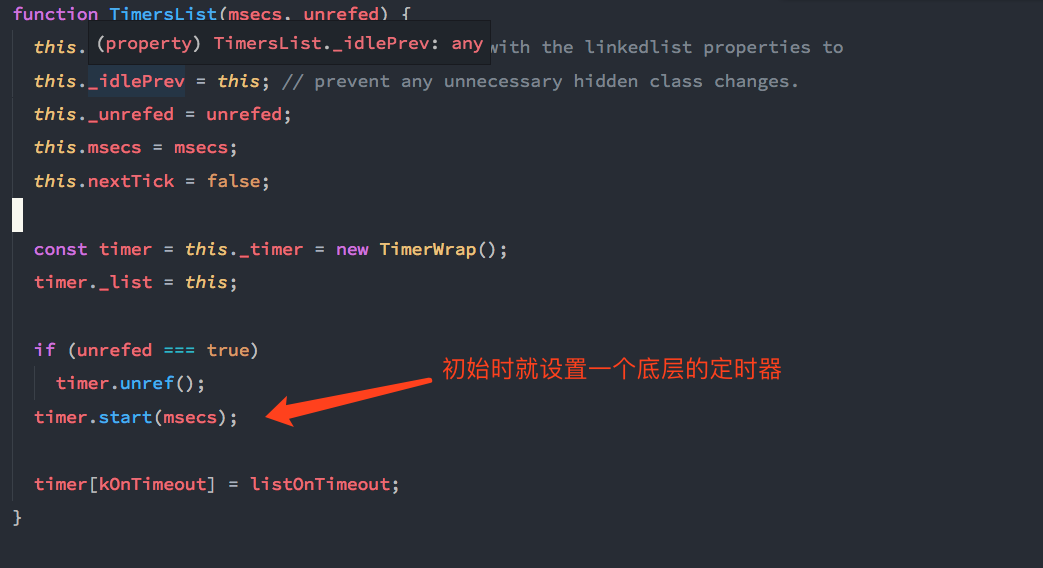 function TimersList(msecs, unrefed) {
this.
(property) TimersList._idlePrev: any
with the linkedlist properties to
this._idlePrev = this; // prevent any unnecessary hidden class changes.
this._unrefed = unrefed;
this.msecs = msecs;
this.nextTick = false;
const timer = this._timer = new TimerWrap();
timer._list = this;
if (unrefed === true)
timer.unref();
初始时就设置一个底层的定时器
timer.start(msecs);
timer[kOnTimeout] = listOnTimeout;
}